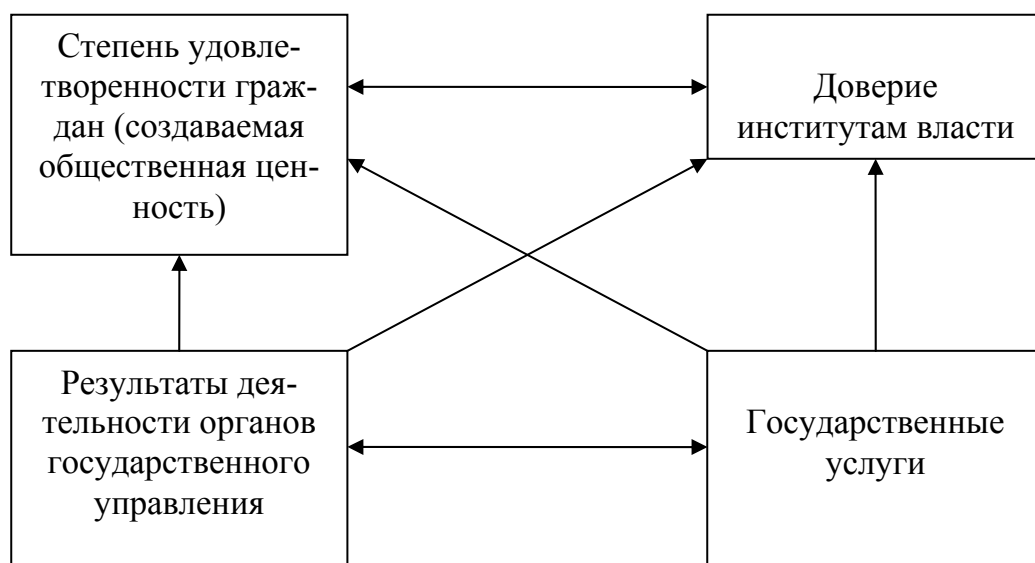 Степень удовле-
творенности граж-
дан (создаваемая
общественная цен-
ность)
Доверие
институтам власти
Результаты дея-
тельности органов
государственного
управления
Государственные
услуги